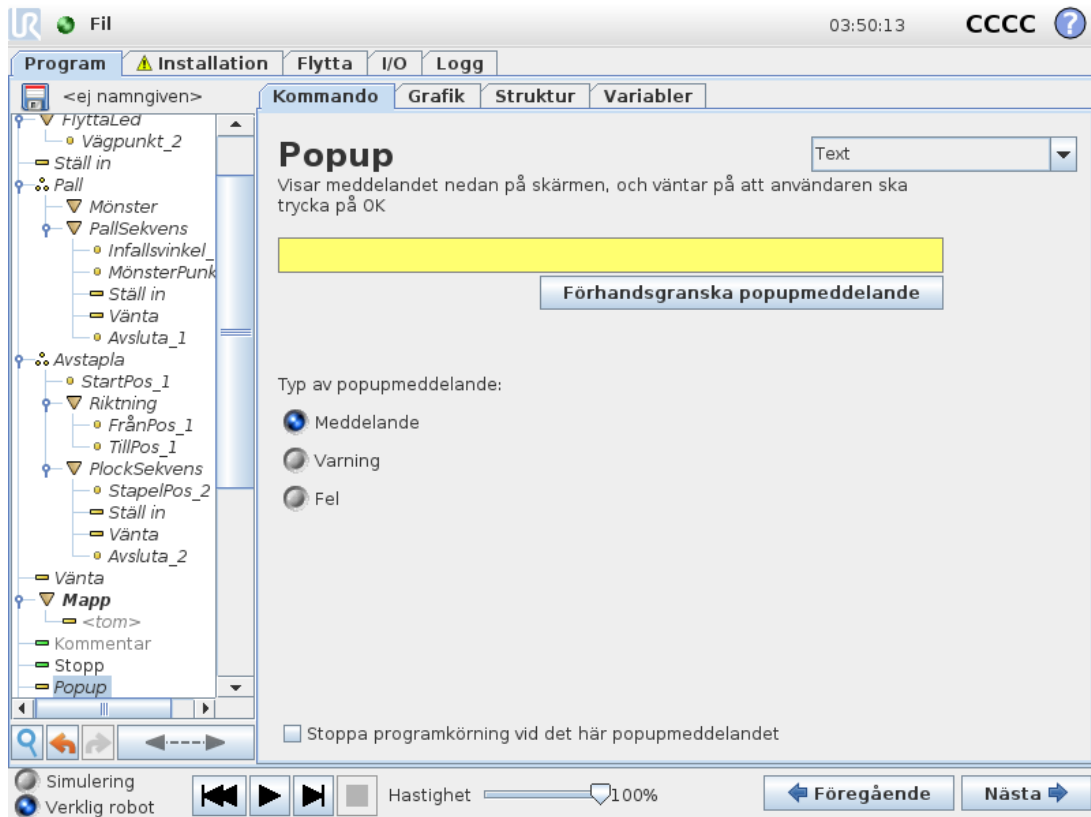 Fil
03:50:13
CCCC
?
Program
Installation
Flytta
I/O
Logg
<ej namngiven>
Kommando
Grafik
Struktur
Variabler
FlyttaLed
Vägpunkt_2
Ställ in
Pall
Mönster
PallSekvens
Infallsvinkel_
MönsterPunk
Ställ in
Vänta
Avsluta_1
Avstapla
StartPos_1
Riktning
FrånPos_1
TillPos_1
PlockSekvens
StapelPos_2
Ställ in
Vänta
Avsluta_2
Vänta
Mapp
<tom>
Kommentar
Stopp
Popup
Popup
Text
Visar meddelandet nedan på skärmen, och väntar på att användaren ska
trycka på OK
Förhandsgranska popupmeddelande
Typ av popupmeddelande:
Meddelande
Varning
Fel
Stoppa programkörning vid det här popupmeddelandet
Simulering
Verklig robot
Hastighet
100%
Föregående
Nästa